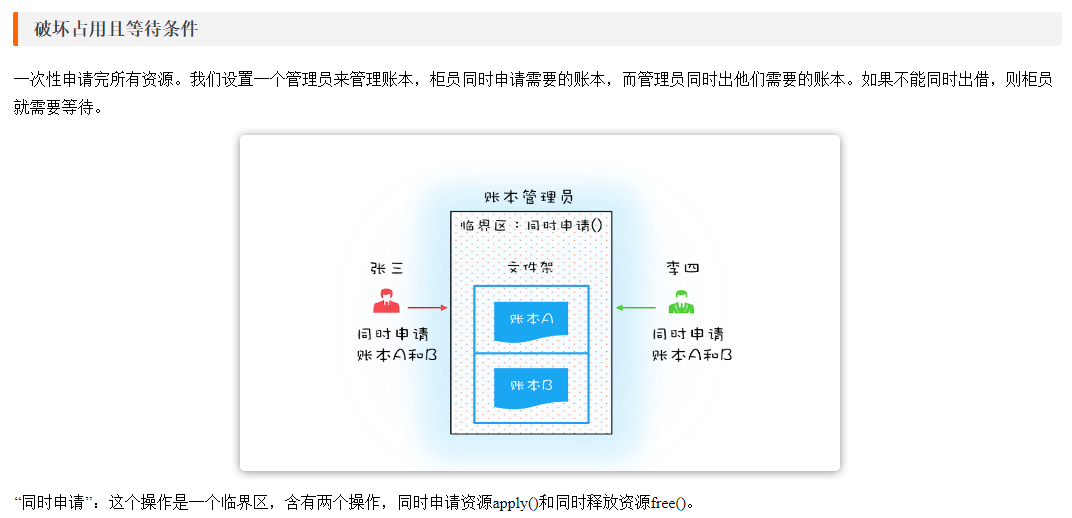 破坏占用且等待条件
一次性申请完所有资源。我们设置一个管理员来管理账本，柜员同时申请需要的账本，而管理员同时出他们需要的账本。如果不能同时出借，则柜员
就需要等待。
账本管理员
临界区：同时申请()
文件架
张三
李四
账本A
同时申请
账本A和B
同时申请
账本A和B
账本B
“同时申请”：这个操作是一个临界区，含有两个操作，同时申请资源apply()和同时释放资源free()。